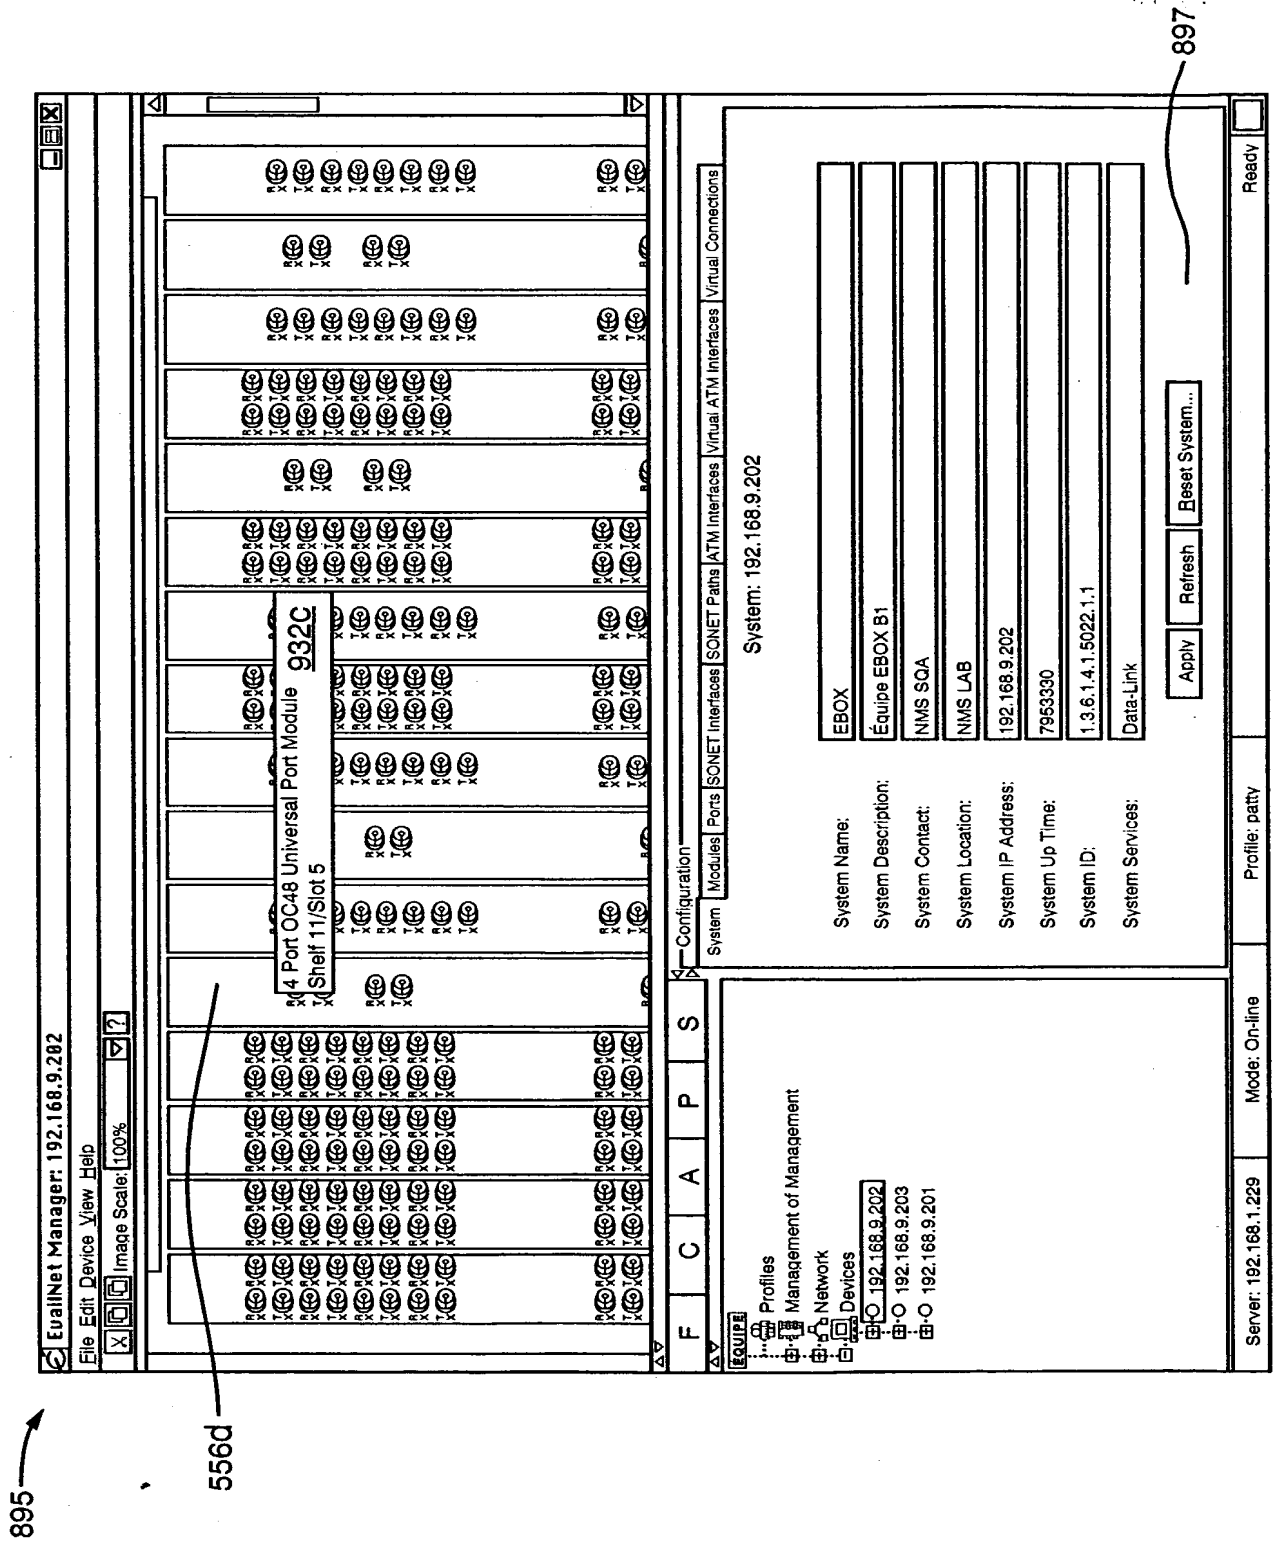 895
EvailNet Manager: 192.168.9.202
File Edit Device View Help
Image Scale: 100% ?
556d
4 Port OC48 Universal Port Module 932C
Shelf 11/Slot 5
F C A P S
EQUIPE
Profiles
Management of Management
Network
Devices
192.168.9.202
192.168.9.203
192.168.9.201
Configuration
System Modules Ports SONET Interfaces SONET Paths ATM Interfaces Virtual ATM Interfaces Virtual Connections
System: 192.168.9.202
System Name: EBOX
System Description: Équipe EBOX B1
System Contact: NMS SQA
System Location: NMS LAB
System IP Address: 192.168.9.202
System Up Time: 7953330
System ID: 1.3.6.1.4.1.5022.1.1
System Services: Data-Link
Apply Refresh Reset System...
897
Server: 192.168.1.229 Mode: On-line Profile: patty Ready